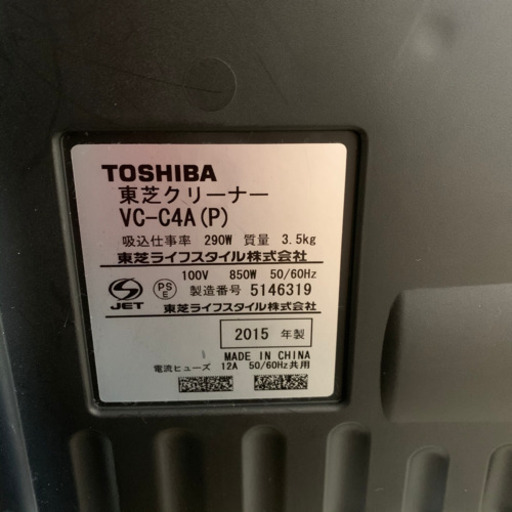 TOSHIBA
東芝クリーナー
VC-C4A(P)
吸込仕事率 290W 質量 3.5kg
東芝ライフスタイル株式会社
100V 850W 50/60Hz
S JET PS E 製造番号 5146319
東芝ライフスタイル株式会社
2015 年製
MADE IN CHINA
電流ヒューズ 12A 50/60Hz共用